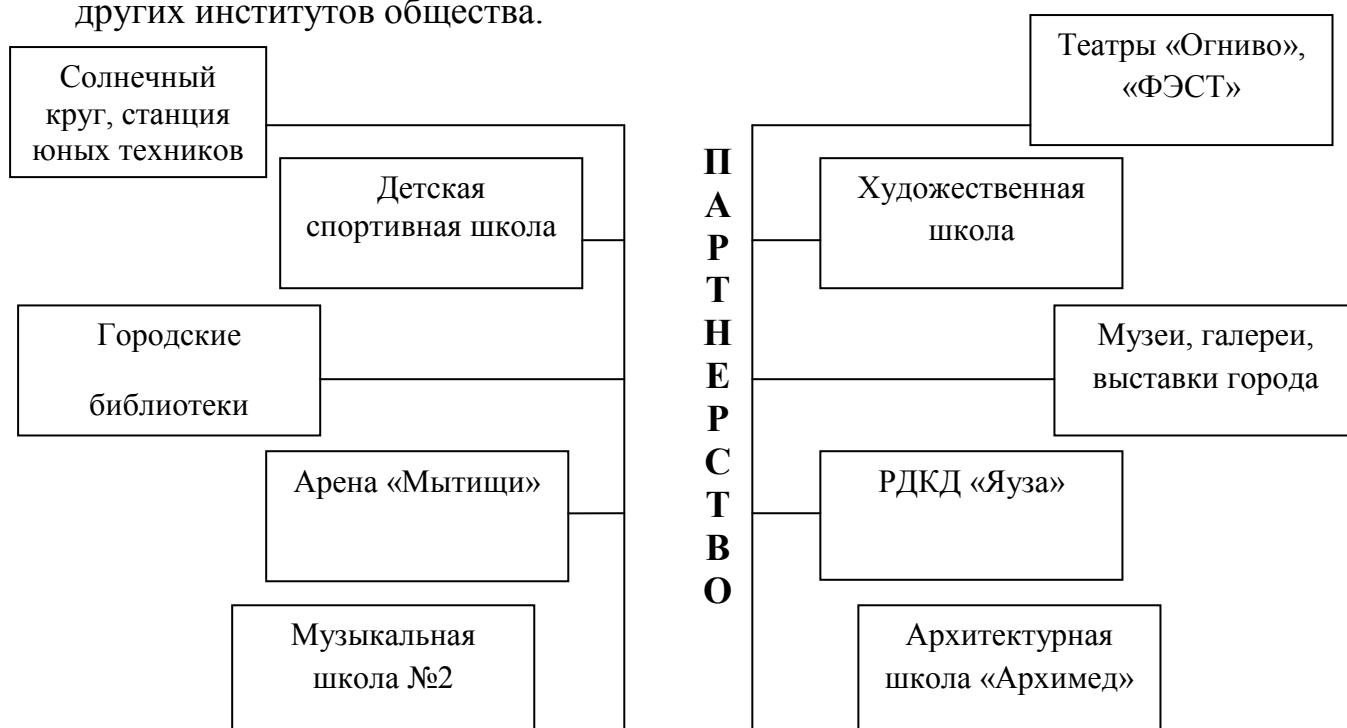 других институтов общества.
Солнечный
круг, станция
юных техников
Театры «Огниво»,
«ФЭСТ»
Детская
спортивная школа
П
А
Р
Т
Н
Е
Р
С
Т
В
О
Художественная
школа
Городские
библиотеки
Музеи, галереи,
выставки города
Арена «Мытищи»
РДКД «Яуза»
Музыкальная
школа №2
Архитектурная
школа «Архимед»